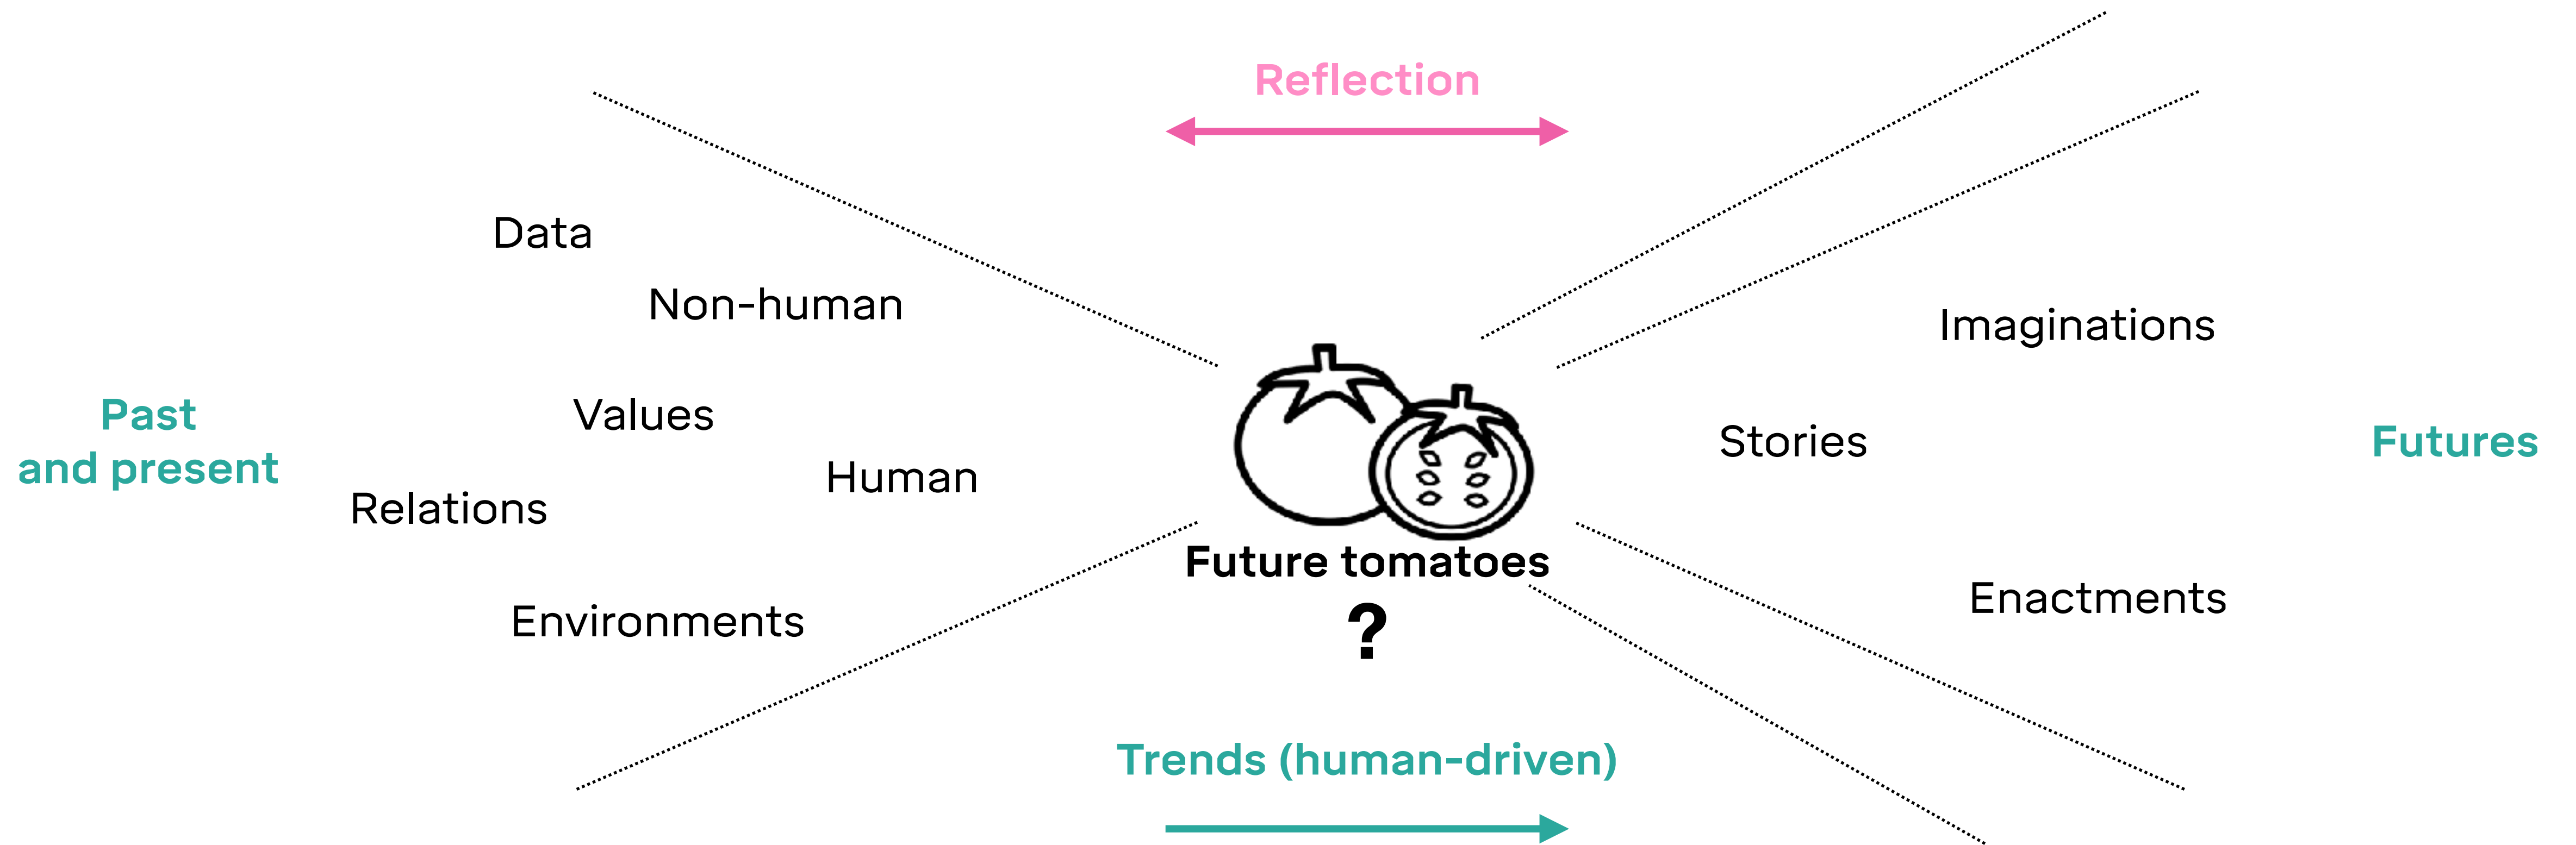 Reflection
Data
Non-human
Imaginations
Past
and present
Values
Stories
Futures
Human
Relations
Future tomatoes
?
Environments
Enactments
Trends (human-driven)